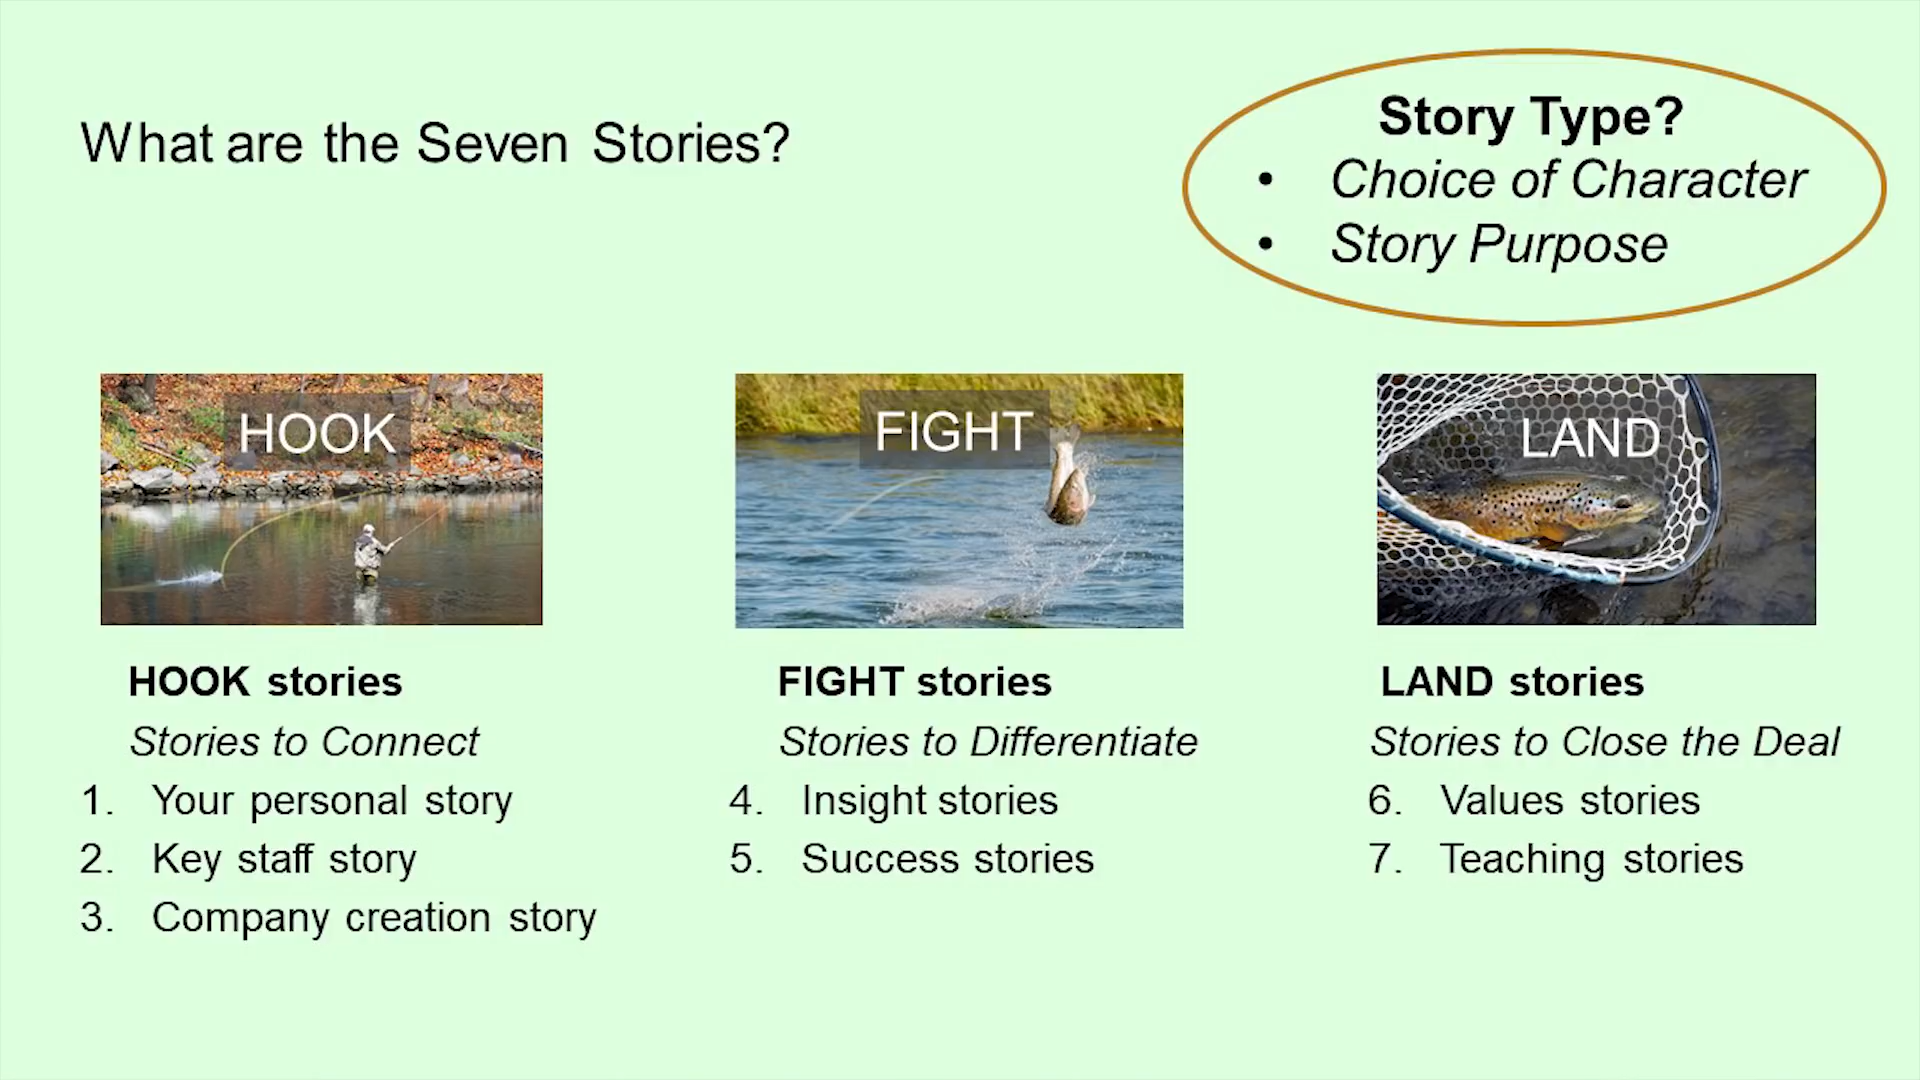 What are the Seven Stories?
Story Type?
• Choice of Character
• Story Purpose
HOOK
HOOK stories
Stories to Connect
1. Your personal story
2. Key staff story
3. Company creation story
FIGHT
FIGHT stories
Stories to Differentiate
4. Insight stories
5. Success stories
LAND
LAND stories
Stories to Close the Deal
6. Values stories
7. Teaching stories